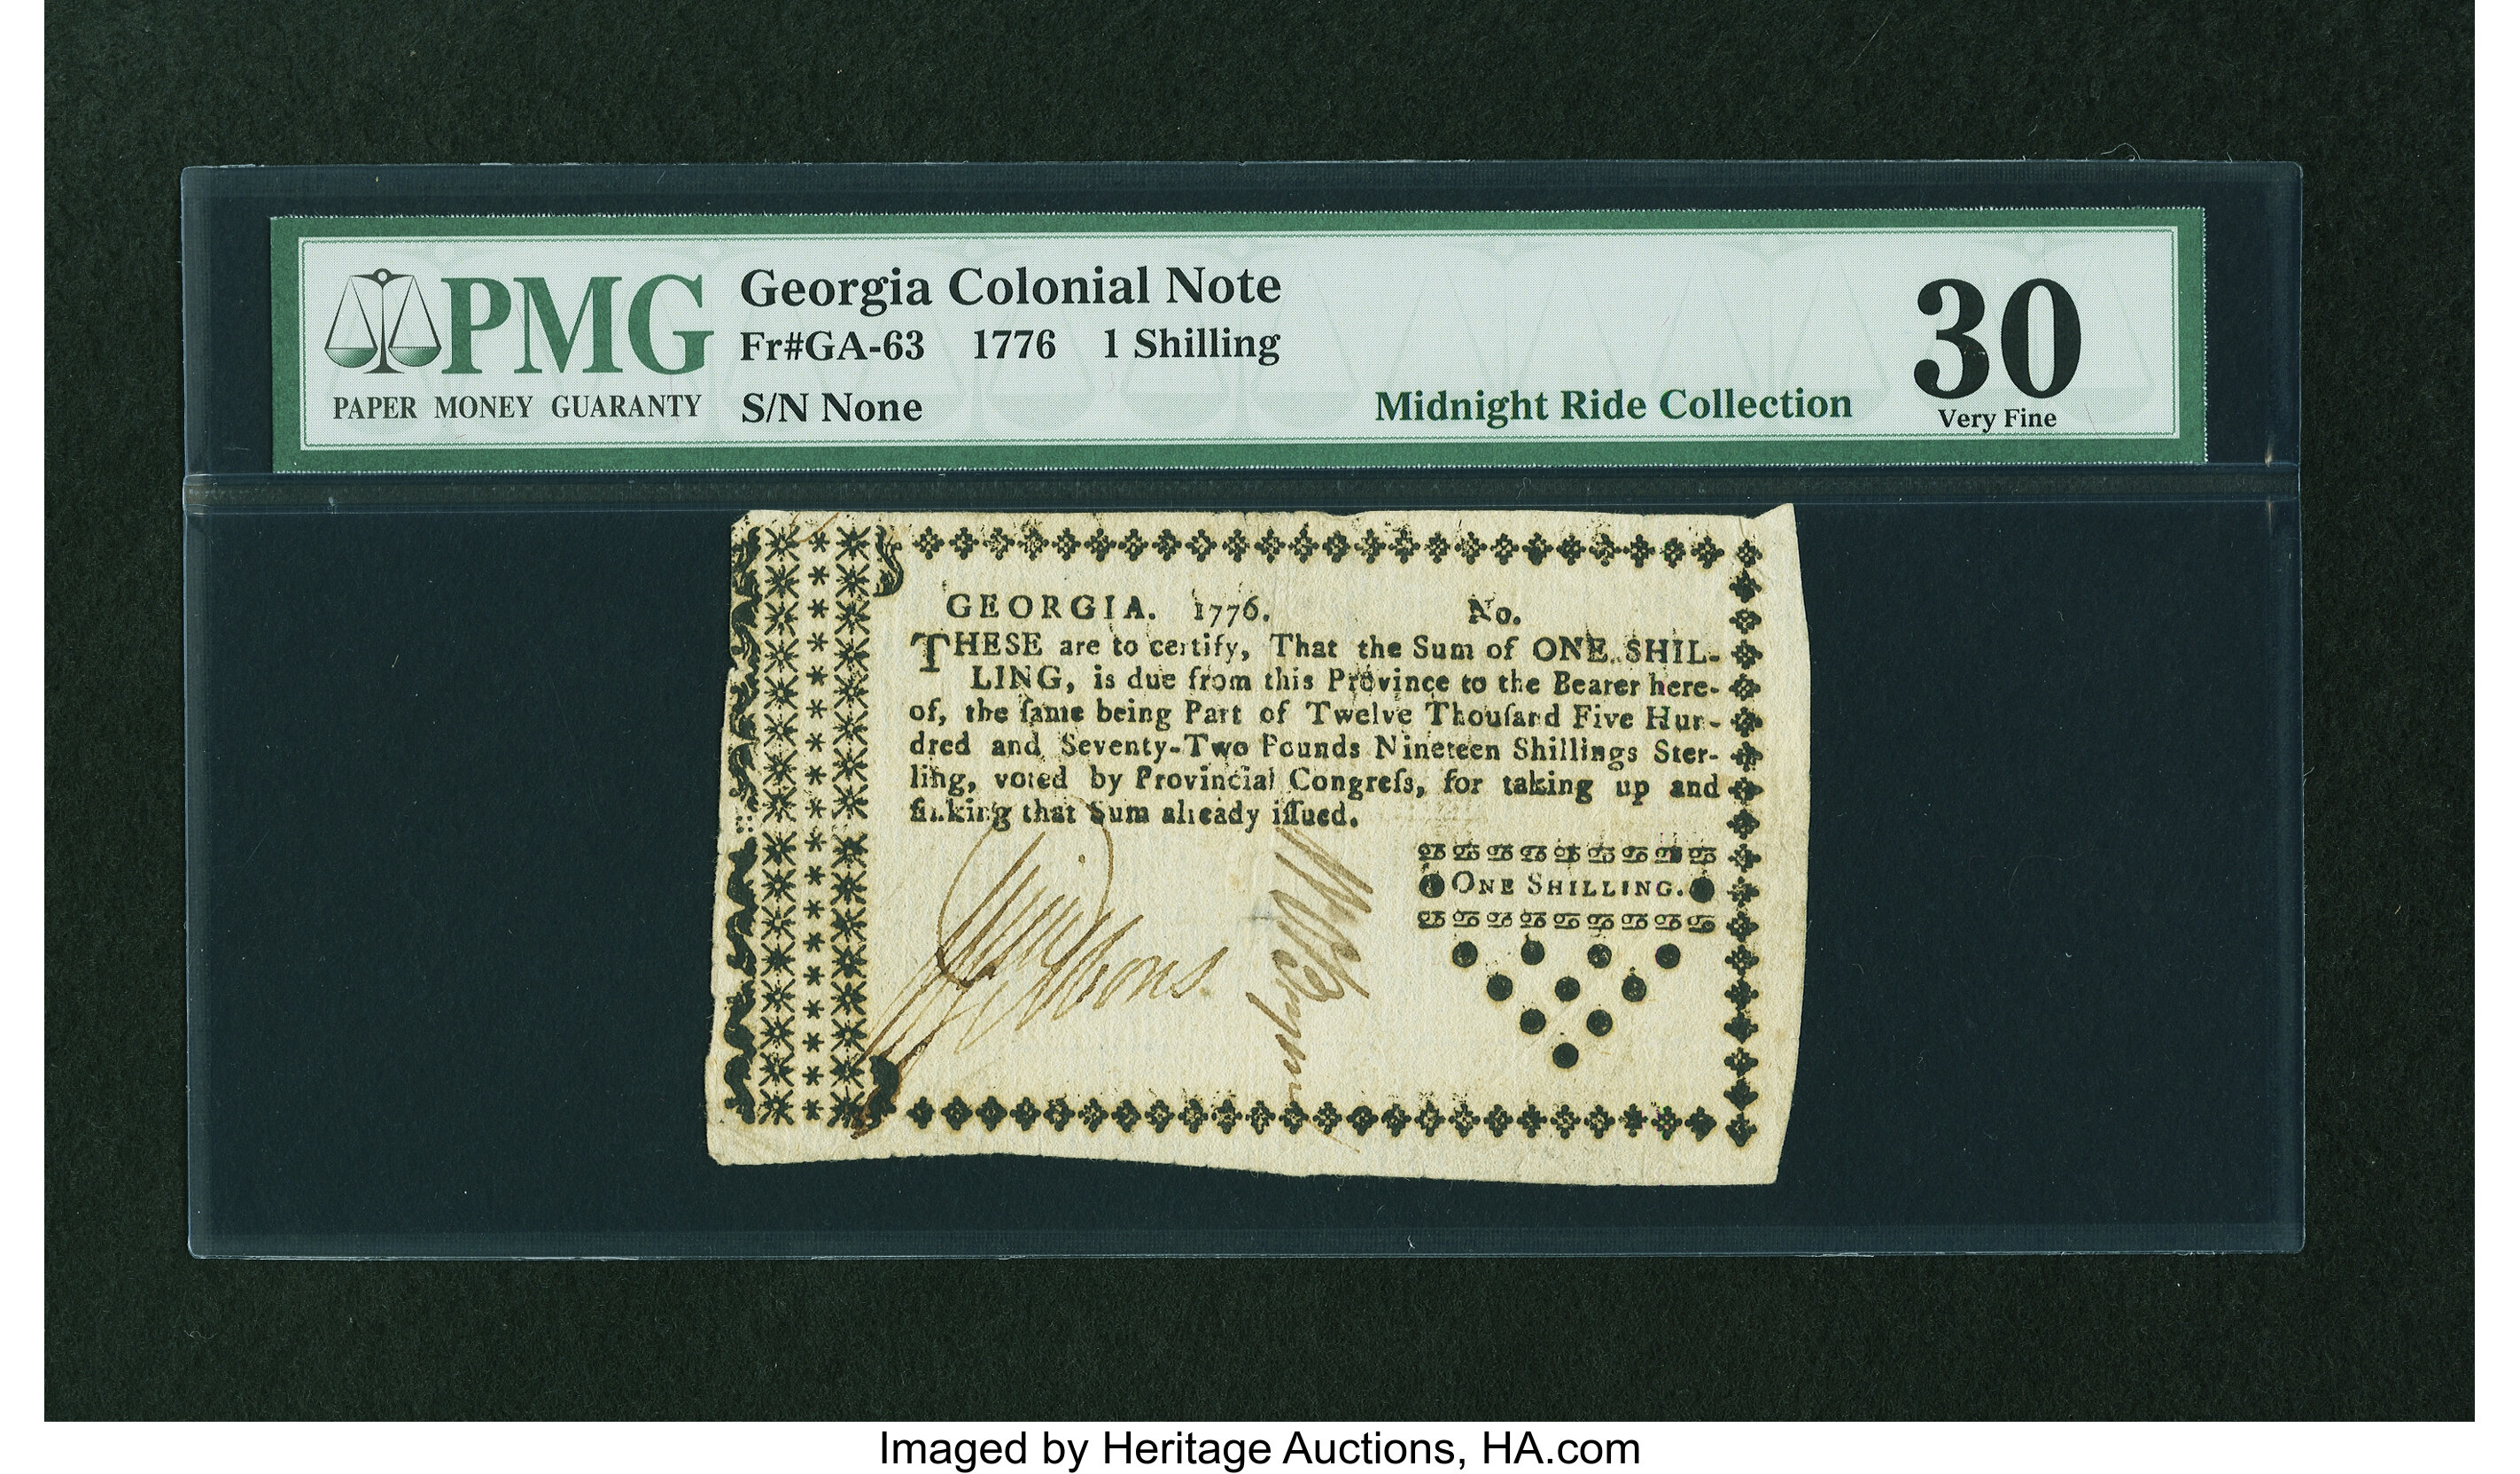 PMG
PAPER MONEY GUARANTY
Georgia Colonial Note
Fr#GA-63 1776 1 Shilling
S/N None
Midnight Ride Collection
30
Very Fine
GEORGIA. 1776. No.
THESE are to certify, That the Sum of ONE SHIL-
LING, is due from this Province to the Bearer here-
of, the ſame being Part of Twelve Thouſand Five Hun-
dred and Seventy-Two Pounds Nineteen Shillings Ster-
ling, voted by Provincial Congreſs, for taking up and
ſinking that Sum already iſſued.
ONE SHILLING.
Imaged by Heritage Auctions, HA.com